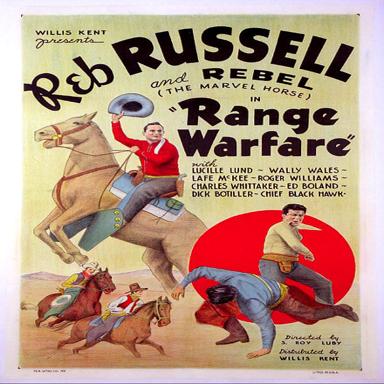 WILLIS KENT
presents
Reb RUSSELL
and REBEL
(THE MARVEL HORSE)
IN
"Range
Warfare"
with
LUCILLE LUND ~ WALLY WALES ~
LAFE McKEE ~ ROGER WILLIAMS ~
CHARLES WHITTAKER ~ ED BOLAND ~
DICK BOTILLER ~ CHIEF BLACK HAWK ~
Directed by
S. ROY LUBY
Distributed by
WILLIS KENT